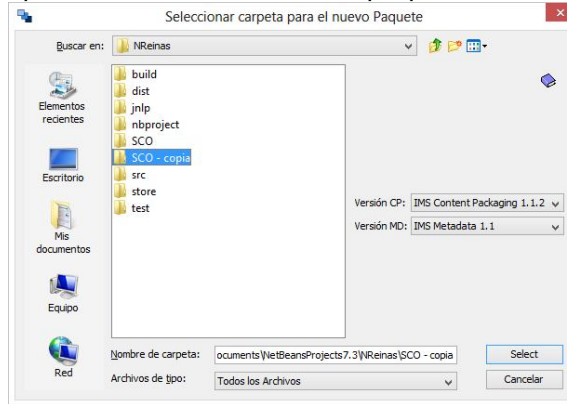 Seleccionar carpeta para el nuevo Paquete
x
Buscar en: NReinas
Elementos recientes
Escritorio
Mis documentos
Equipo
Red
build
dist
jnlp
nbproject
SCO
SCO - copia
src
store
test
Versión CP: IMS Content Packaging 1.1.2
Versión MD: IMS Metadata 1.1
Nombre de carpeta: ocuments\NetBeansProjects7.3\NReinas\SCO - copia Select
Archivos de tipo: Todos los Archivos Cancelar